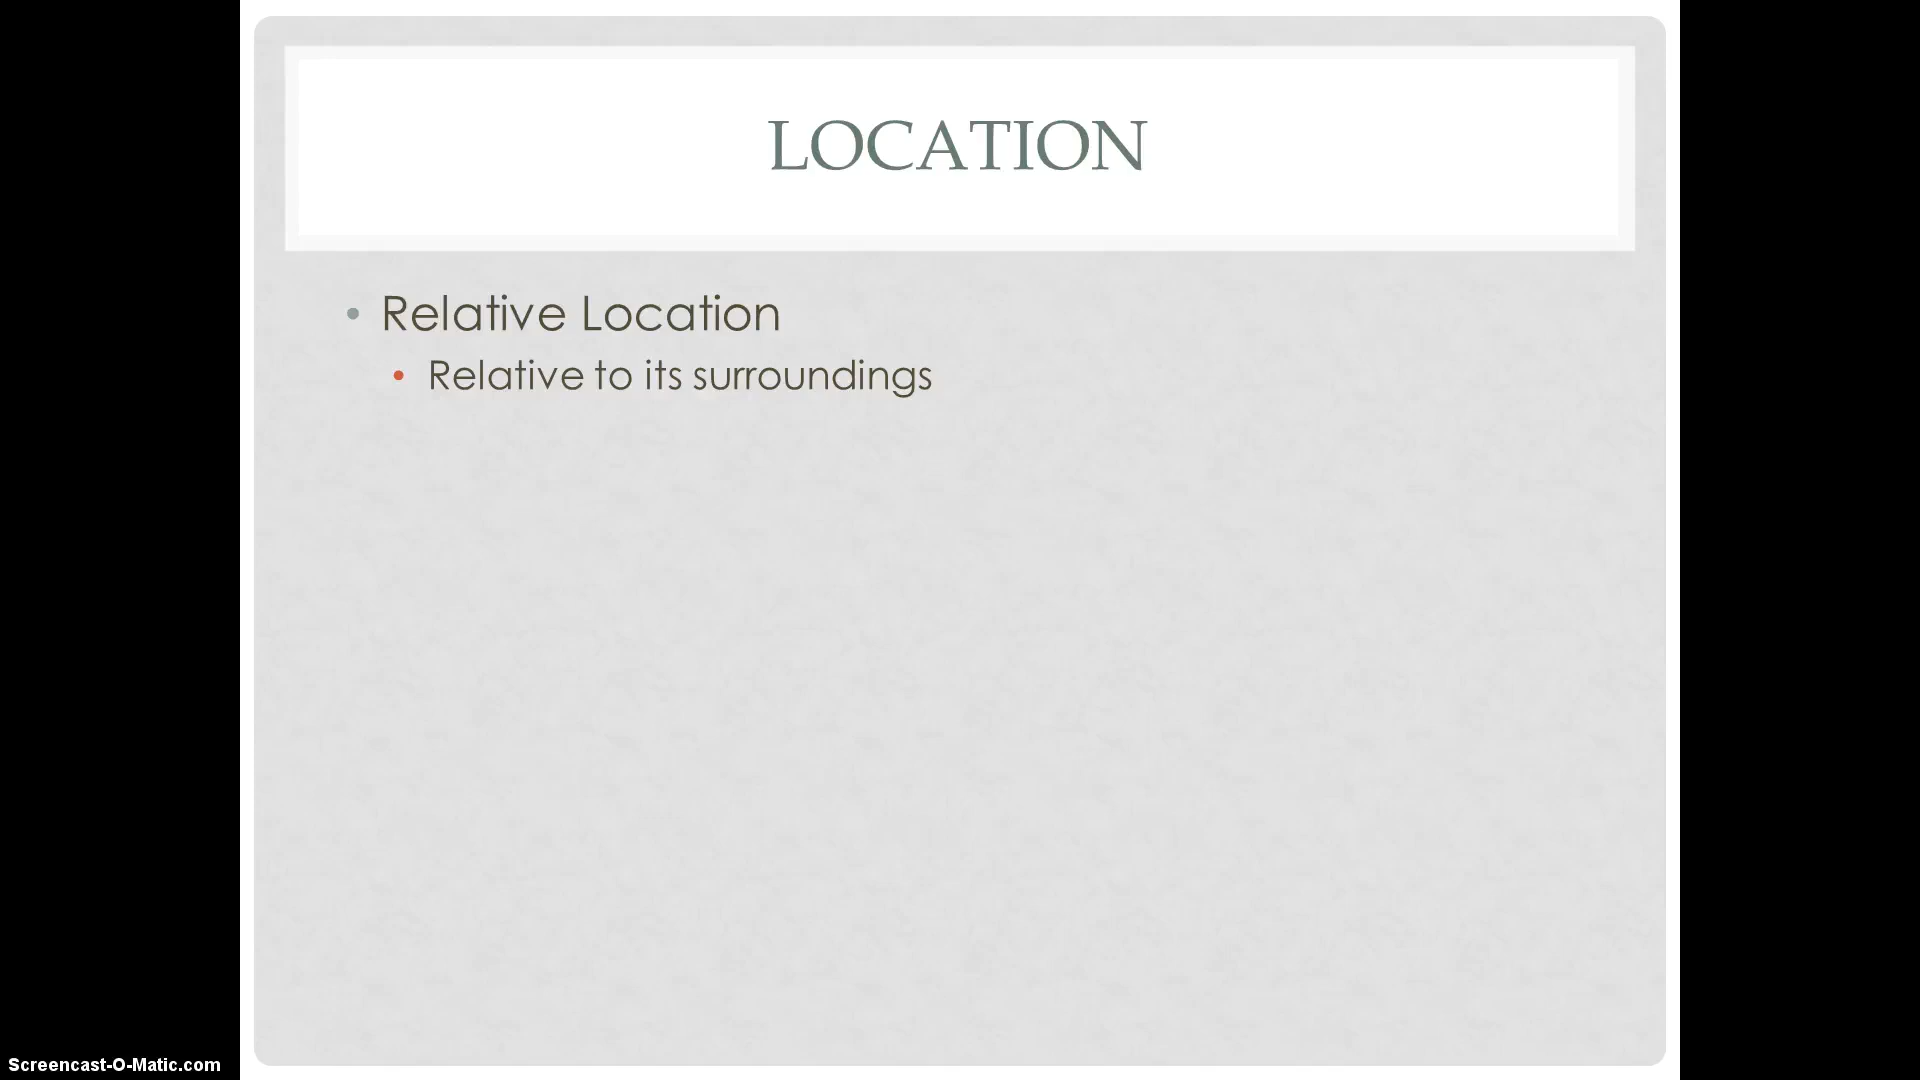 LOCATION
• Relative Location
• Relative to its surroundings
Screencast-O-Matic.com